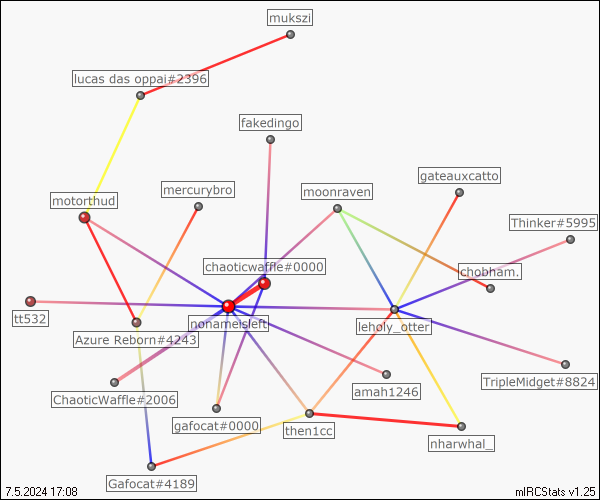 mukszi
lucas das oppai#2396
fakedingo
gateauxcatto
mercurybro
moonraven
motorthud
Thinker#5995
chaoticwaffle#0000
chobham.
tt532
nonameisleft
leholy_otter
Azure Reborn#4243
TripleMidget#8824
amah1246
ChaoticWaffle#2006
gafocat#0000
then1cc
nharwhal_
Gafocat#4189
7.5.2024 17:08
mIRCStats v1.25